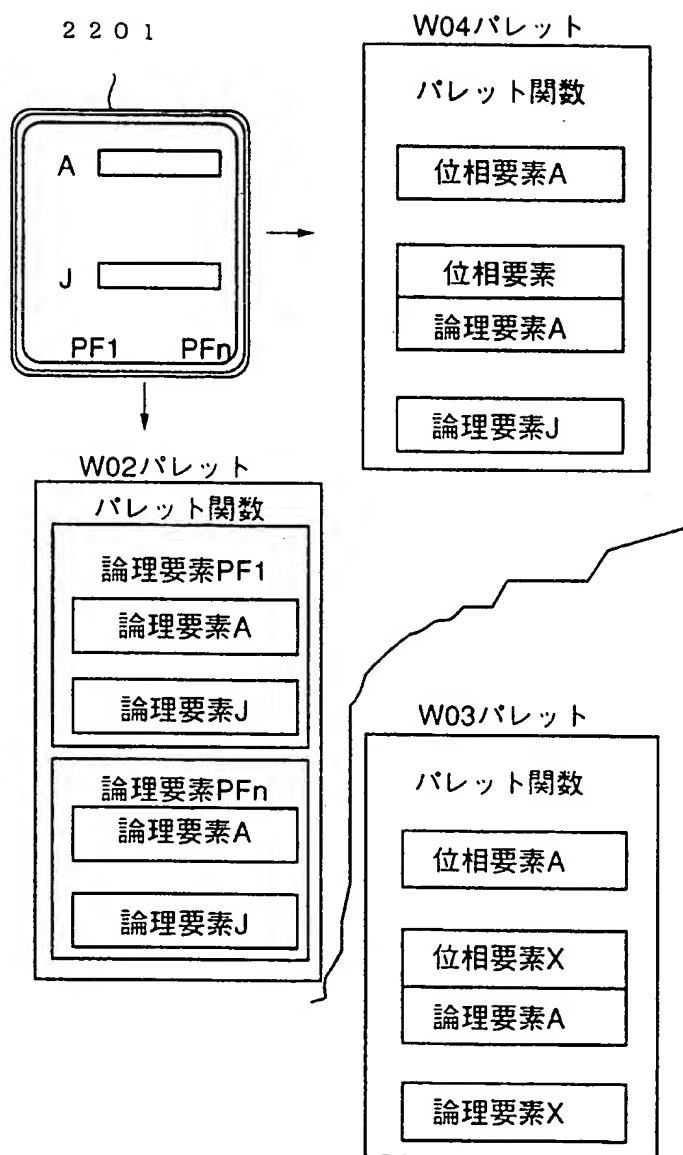 2201
A
J
PF1 PFn
W04パレット
パレット関数
位相要素A
位相要素
論理要素A
論理要素J
W02パレット
パレット関数
論理要素PF1
論理要素A
論理要素J
論理要素PFn
論理要素A
論理要素J
W03パレット
パレット関数
位相要素A
位相要素X
論理要素A
論理要素X